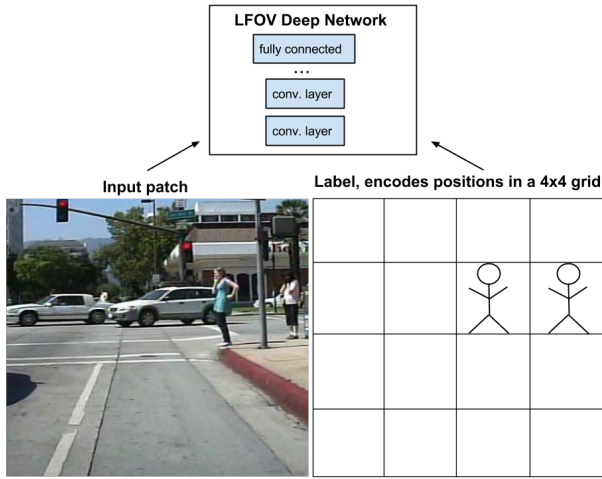 LFOV Deep Network
fully connected
...
conv. layer
conv. layer
Input patch
Label, encodes positions in a 4x4 grid